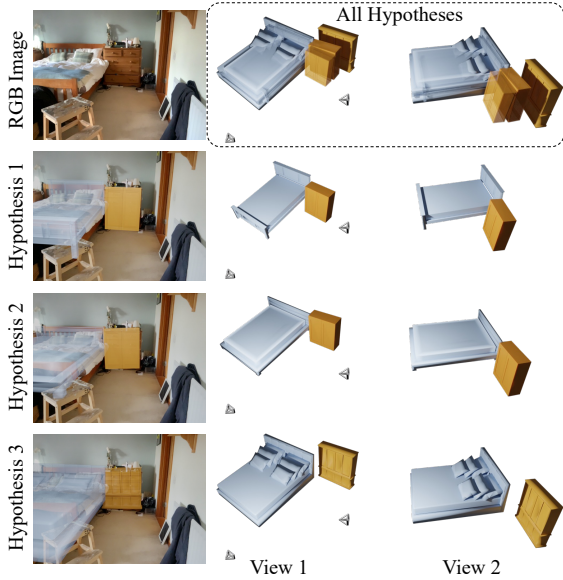 All Hypotheses
RGB Image
Hypothesis 1
Hypothesis 2
Hypothesis 3
View 1
View 2